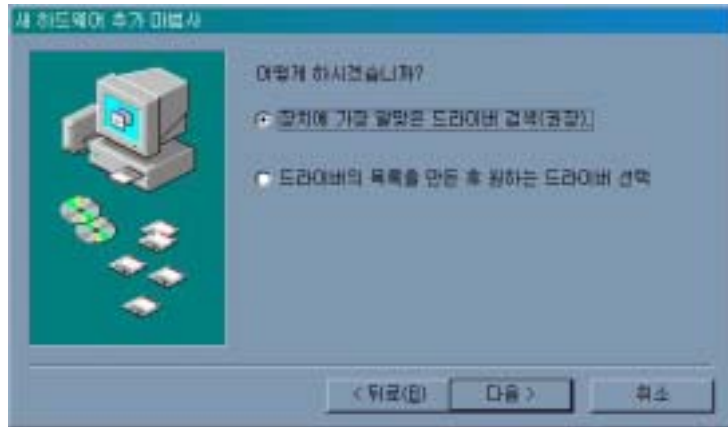 새 하드웨어 추가 마법사
어떻게 하시겠습니까?
장치에 가장 알맞은 드라이버 검색(권장).
드라이버의 목록을 만든 후 원하는 드라이버 선택
< 뒤로(B)
다음 >
취소